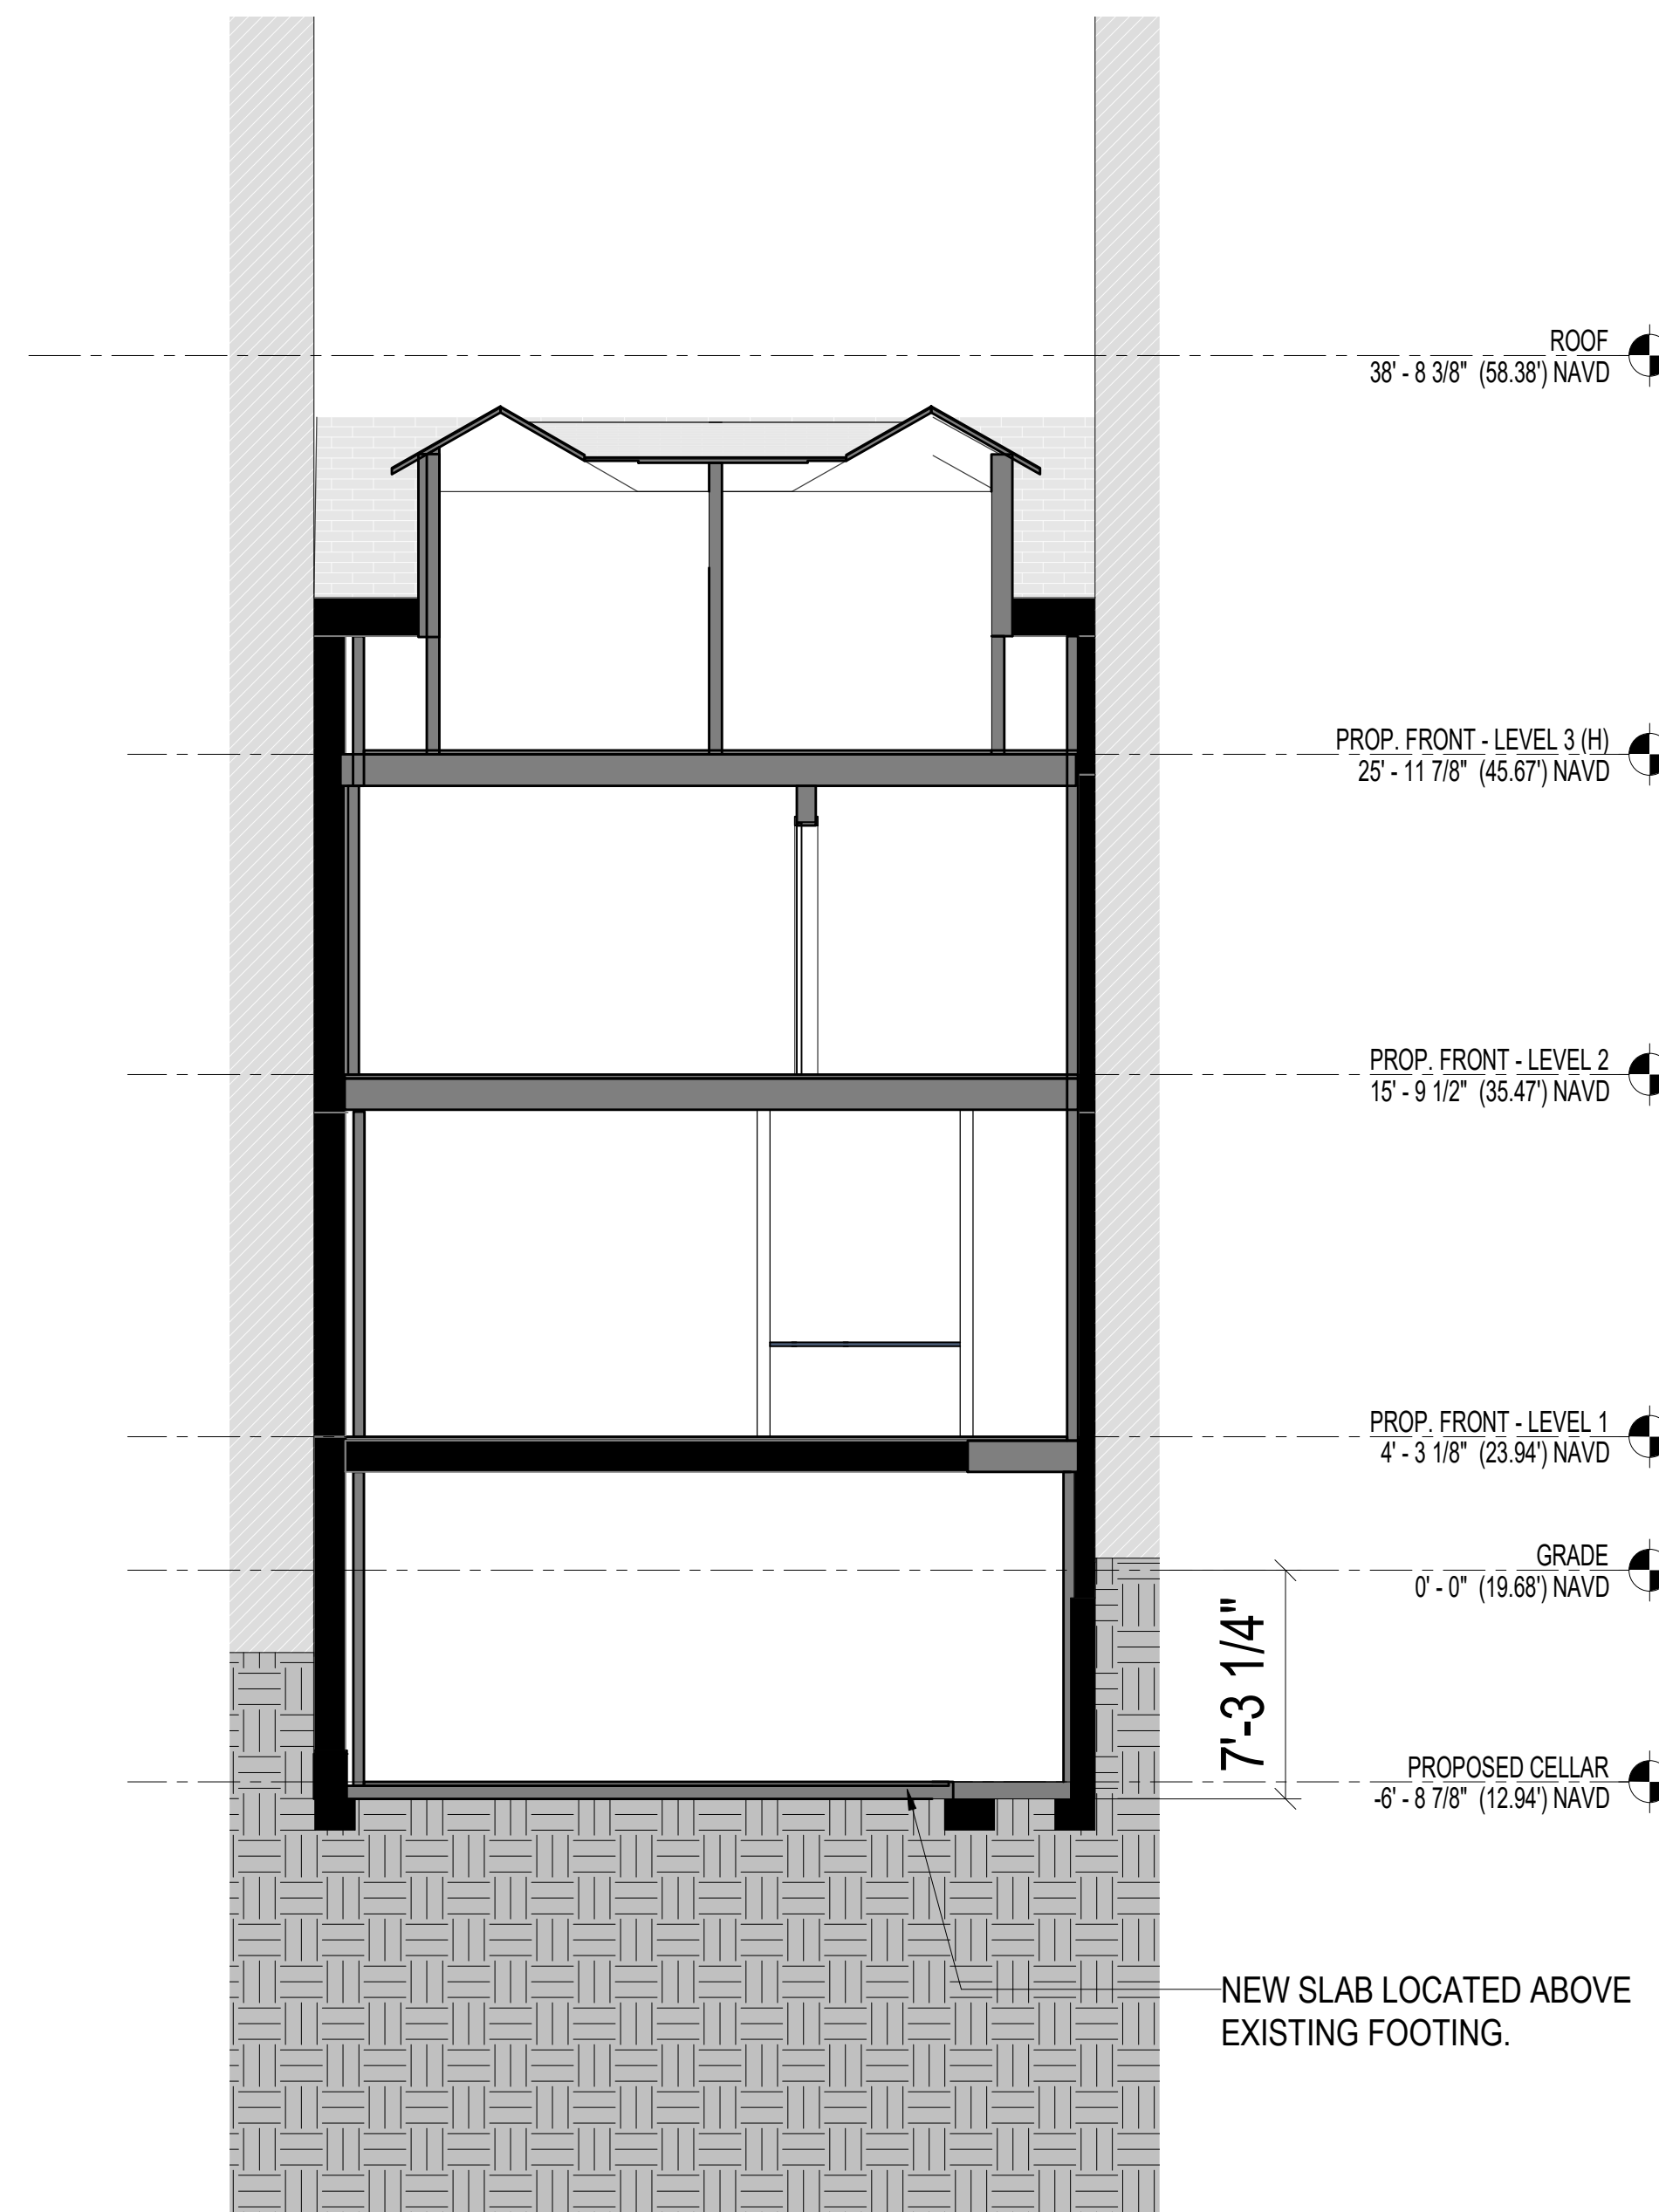 ROOF
38' - 8 3/8" (58.38') NAVD
PROP. FRONT - LEVEL 3 (H)
25' - 11 7/8" (45.67') NAVD
PROP. FRONT - LEVEL 2
15' - 9 1/2" (35.47') NAVD
PROP. FRONT - LEVEL 1
4' - 3 1/8" (23.94') NAVD
GRADE
0' - 0" (19.68') NAVD
7'-3 1/4"
PROPOSED CELLAR
-6' - 8 7/8" (12.94') NAVD
NEW SLAB LOCATED ABOVE
EXISTING FOOTING.